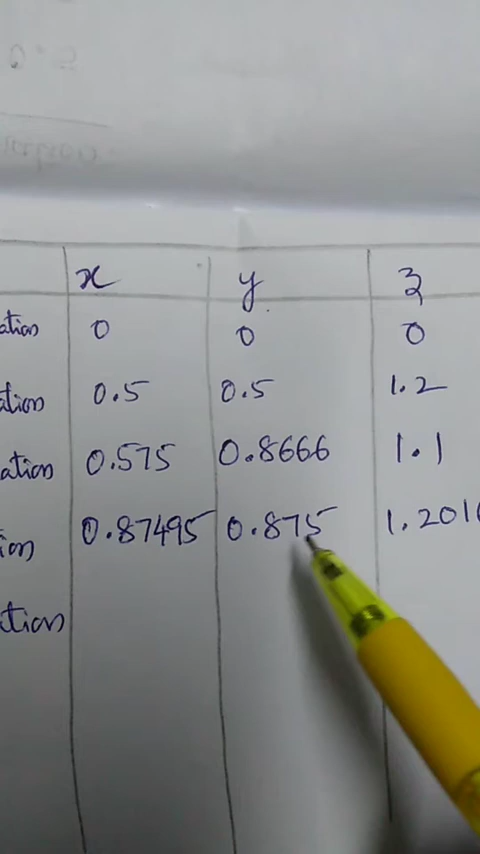 x y z
ation 0 0 0
ation 0.5 0.5 1.2
ation 0.575 0.8666 1.1
ion 0.87495 0.875 1.2016
ation